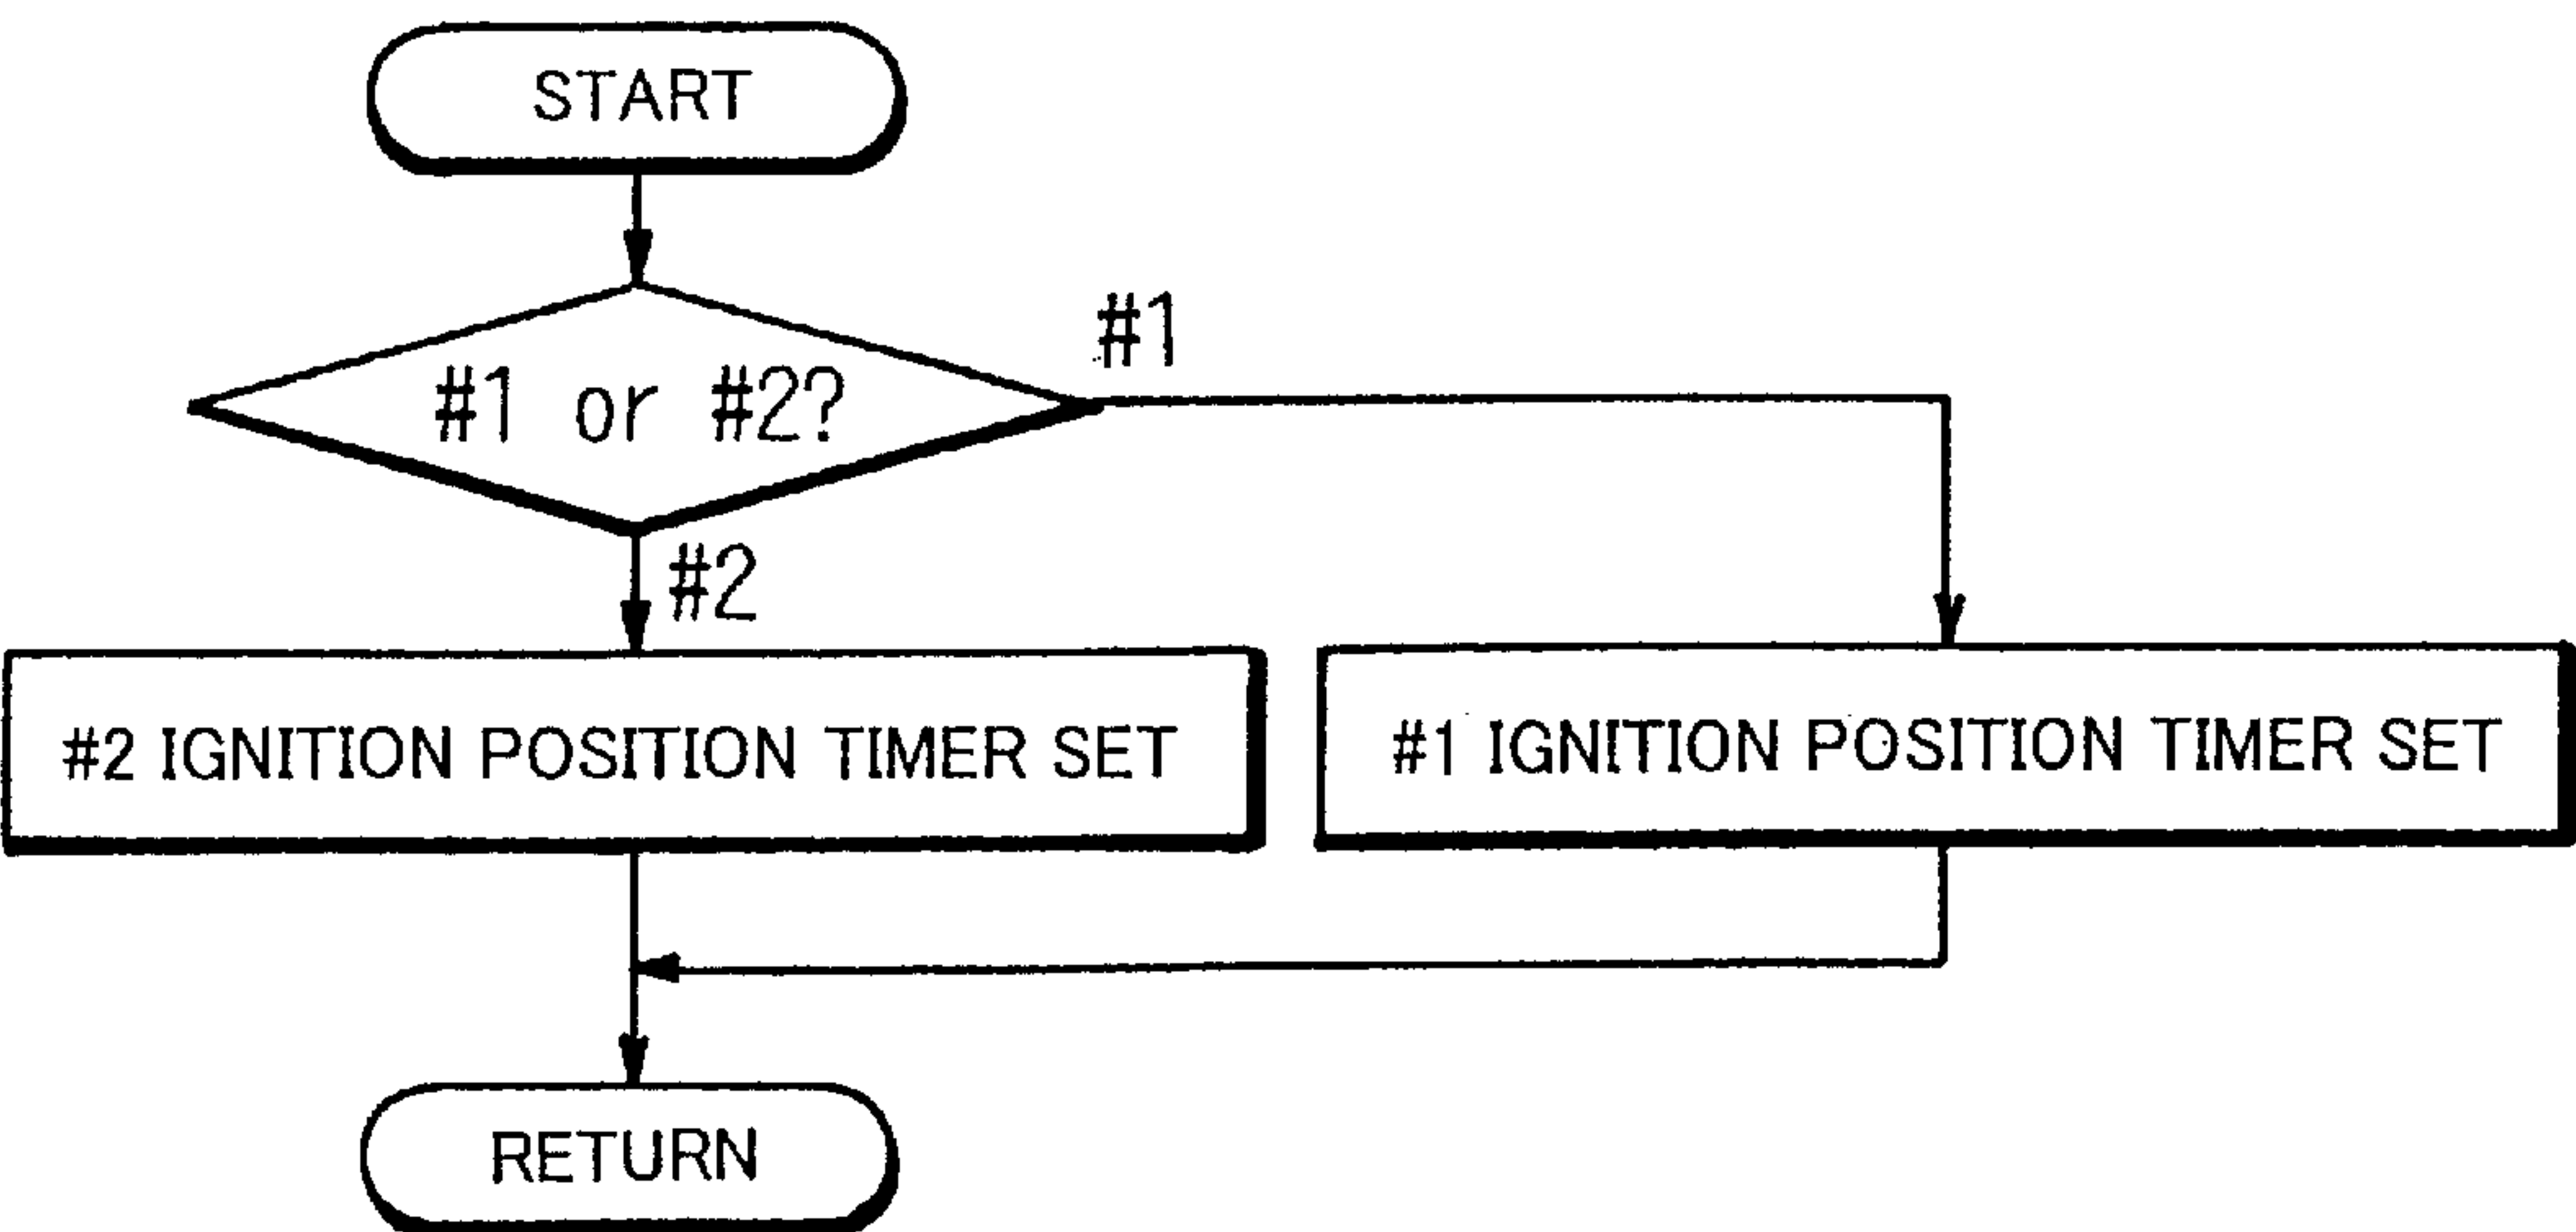 START
#1 or #2?
#1
#2
#2 IGNITION POSITION TIMER SET
#1 IGNITION POSITION TIMER SET
RETURN